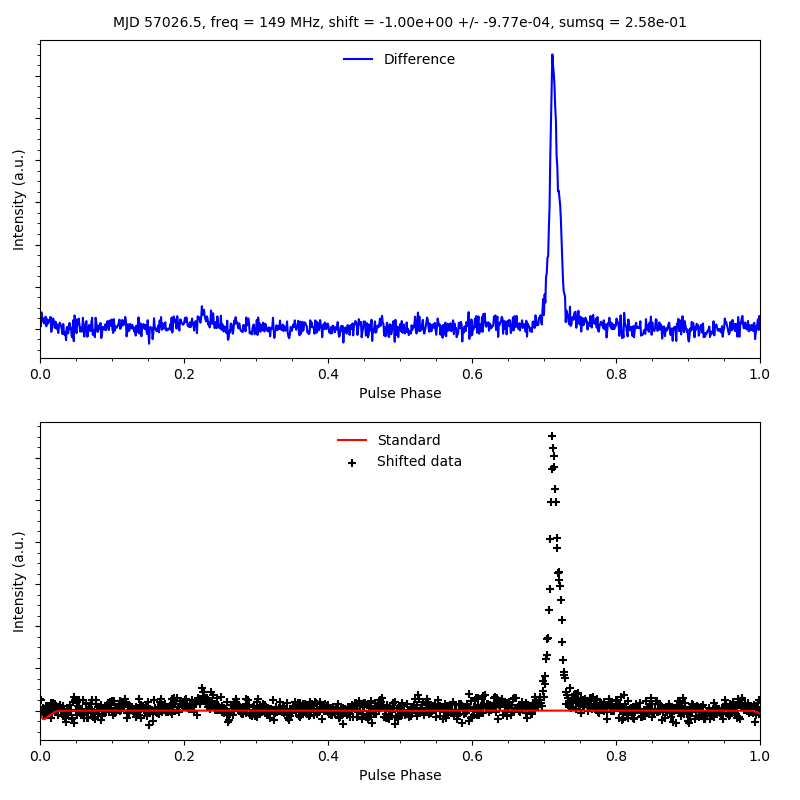 MJD 57026.5, freq = 149 MHz, shift = -1.00e+00 +/- -9.77e-04, sumsq = 2.58e-01
Difference
Intensity (a.u.)
0.0 0.2 0.4 0.6 0.8 1.0
Pulse Phase
Standard
Shifted data
Intensity (a.u.)
0.0 0.2 0.4 0.6 0.8 1.0
Pulse Phase